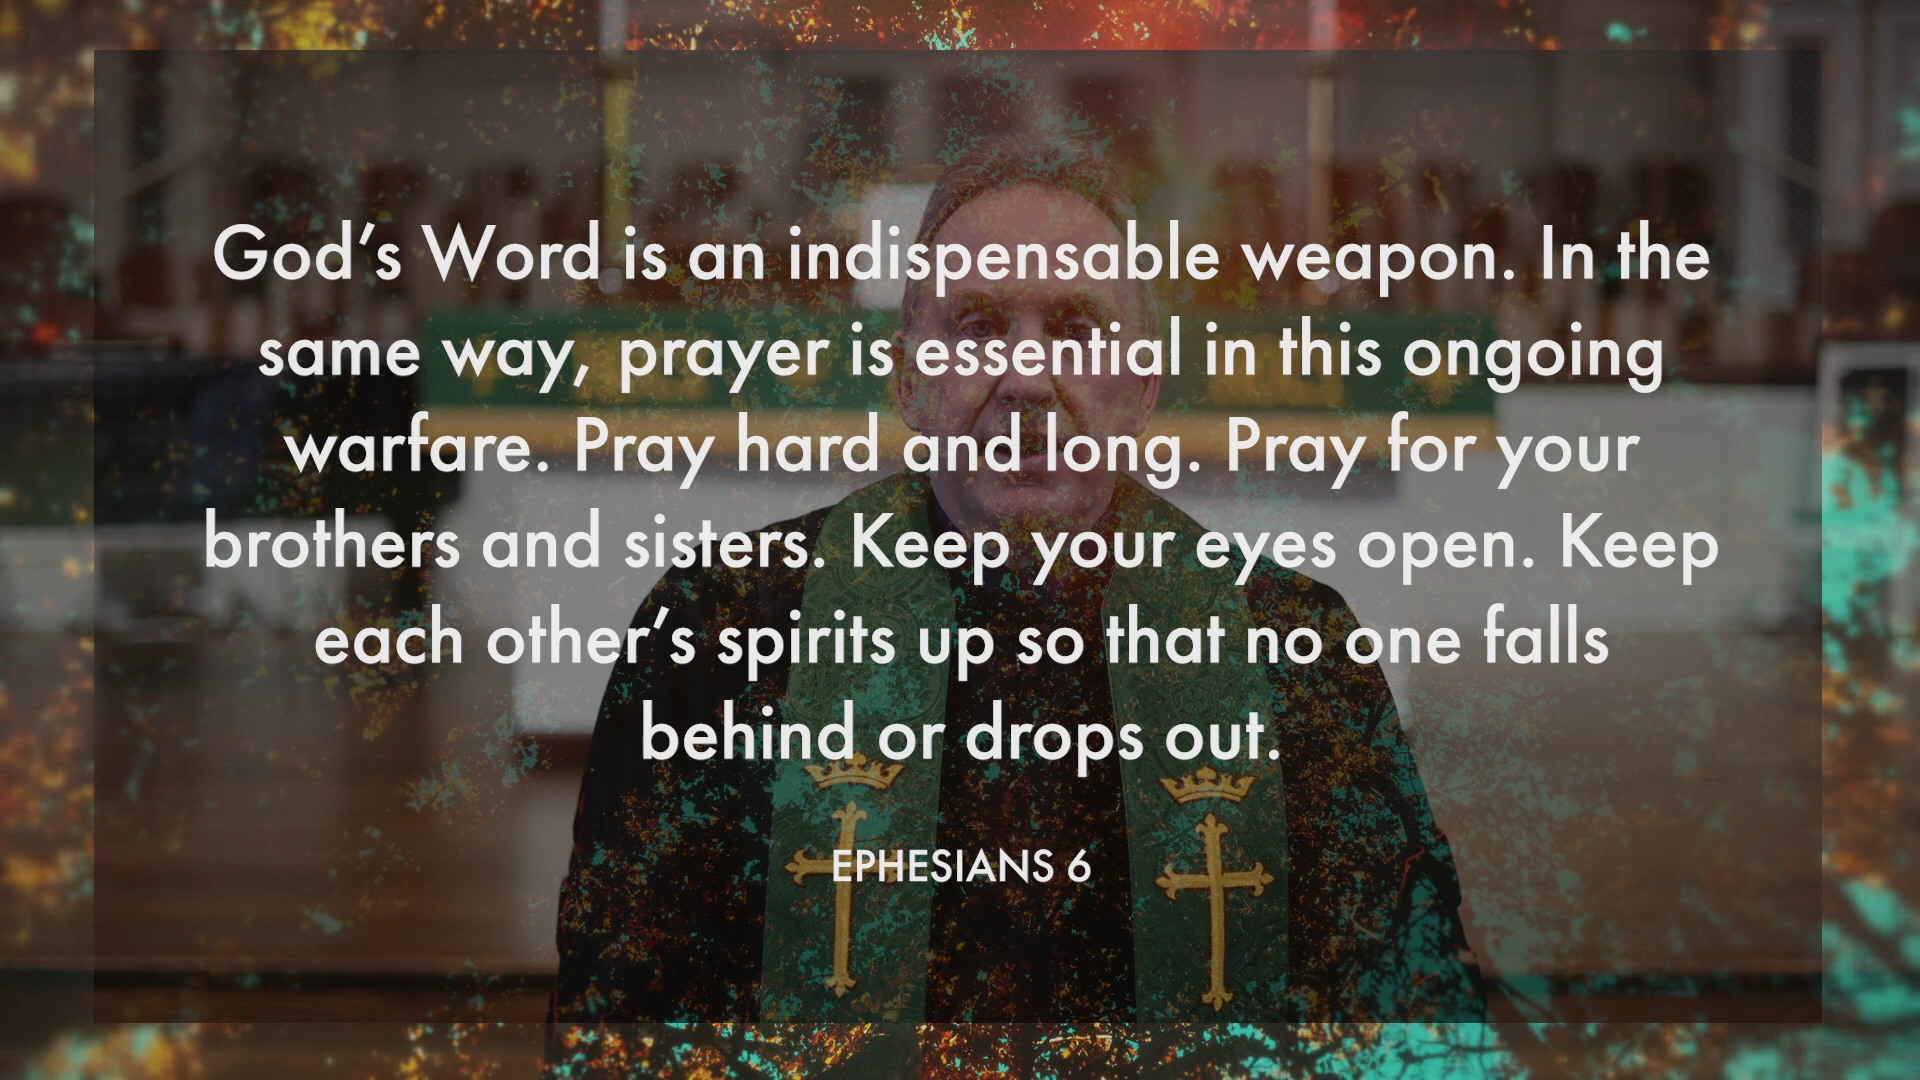 God’s Word is an indispensable weapon. In the
same way, prayer is essential in this ongoing
warfare. Pray hard and long. Pray for your
brothers and sisters. Keep your eyes open. Keep
each other’s spirits up so that no one falls
behind or drops out.
EPHESIANS 6